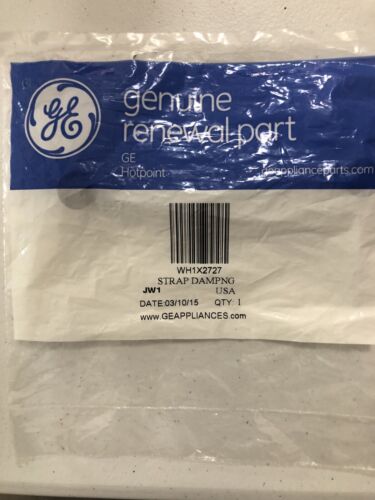 GE
genuine
renewal part
GE
Hotpoint
geapplianceparts.com
WH1X2727
STRAP DAMPNG
JW1 USA
DATE:03/10/15 QTY: 1
www.GEAPPLIANCES.com